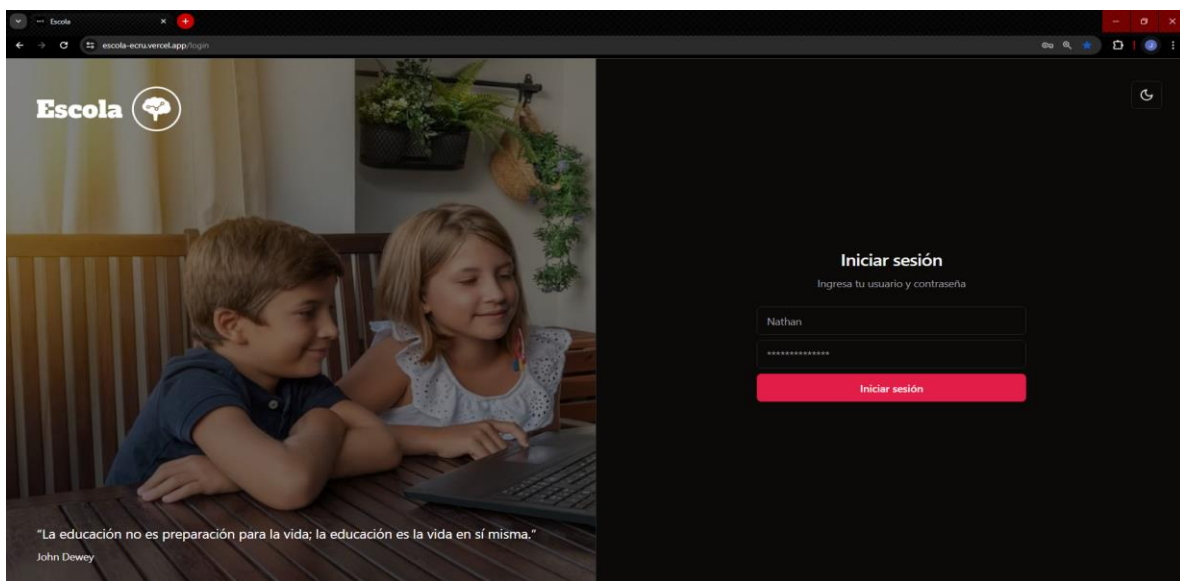 Escola
escola-ecru.vercel.app/login
Escola
Iniciar sesión
Ingresa tu usuario y contraseña
Nathan
**************
Iniciar sesión
“La educación no es preparación para la vida; la educación es la vida en sí misma.”
John Dewey